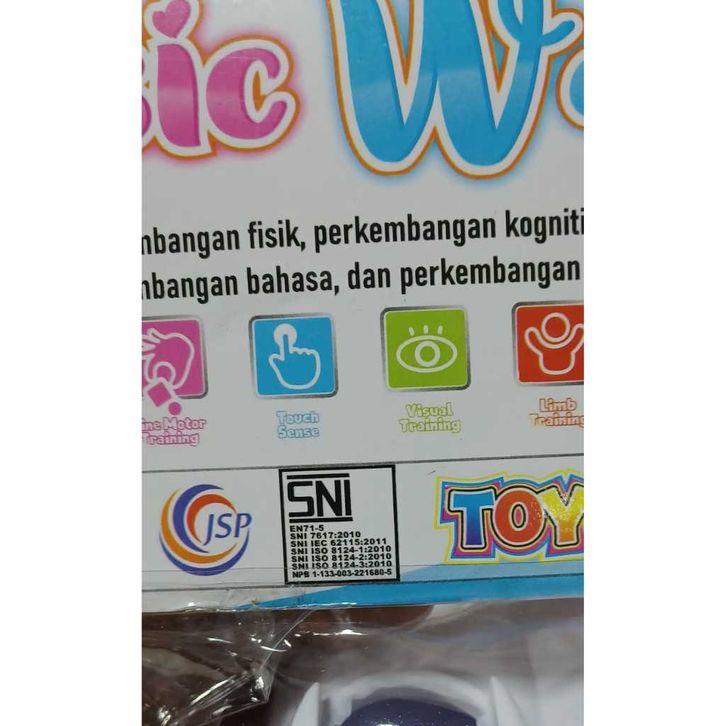 ic W
mbangan fisik, perkembangan kogniti
mbangan bahasa, dan perkembangan
ine Motor
Training
Touch
Sense
Visual
Training
Limb
Training
JSP
SNI
EN71-5
SNI 7617:2010
SNI IEC 62115:2011
SNI ISO 8124-1:2010
SNI ISO 8124-2:2010
SNI ISO 8124-3:2010
NPB 1-133-003-221680-5
TOY